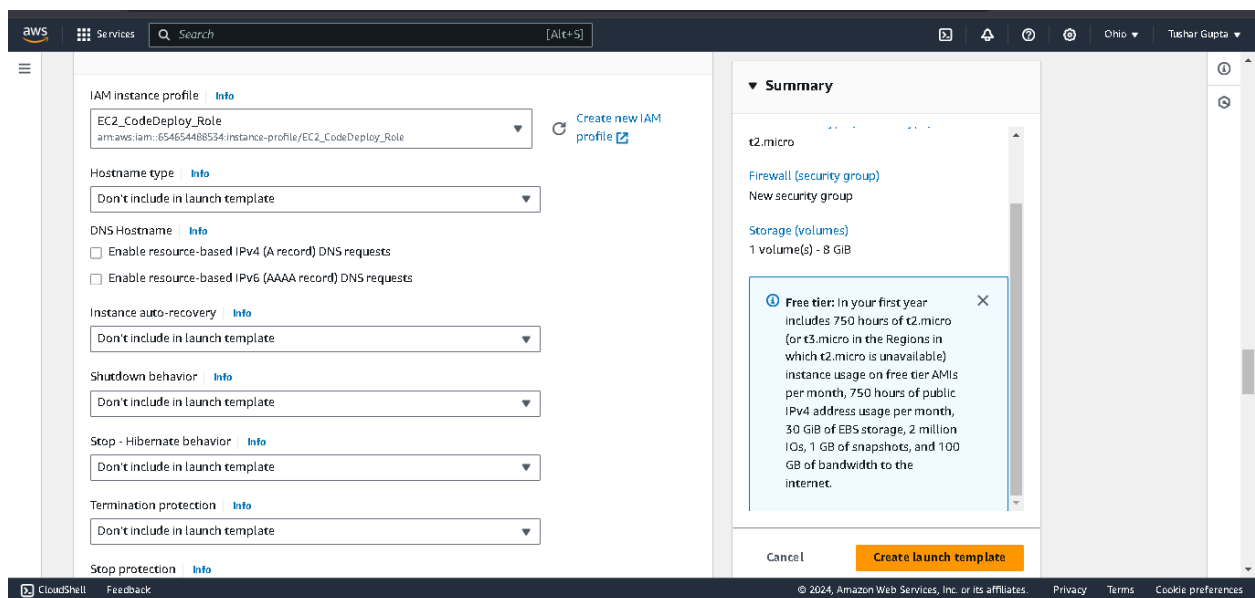 aws
Services
Search
[Alt+S]
Ohio
Tushar Gupta
IAM instance profile
Info
EC2_CodeDeploy_Role
arn:aws:iam::654654488534:instance-profile/EC2_CodeDeploy_Role
Create new IAM
profile
Hostname type
Info
Don't include in launch template
DNS Hostname
Info
Enable resource-based IPv4 (A record) DNS requests
Enable resource-based IPv6 (AAAA record) DNS requests
Instance auto-recovery
Info
Don't include in launch template
Shutdown behavior
Info
Don't include in launch template
Stop - Hibernate behavior
Info
Don't include in launch template
Termination protection
Info
Don't include in launch template
Stop protection
Info
Summary
t2.micro
Firewall (security group)
New security group
Storage (volumes)
1 volume(s) - 8 GiB
Free tier: In your first year
includes 750 hours of t2.micro
(or t3.micro in the Regions in
which t2.micro is unavailable)
instance usage on free tier AMIs
per month, 750 hours of public
IPv4 address usage per month,
30 GiB of EBS storage, 2 million
IOs, 1 GB of snapshots, and 100
GB of bandwidth to the
internet.
Cancel
Create launch template
CloudShell
Feedback
© 2024, Amazon Web Services, Inc. or its affiliates.
Privacy
Terms
Cookie preferences